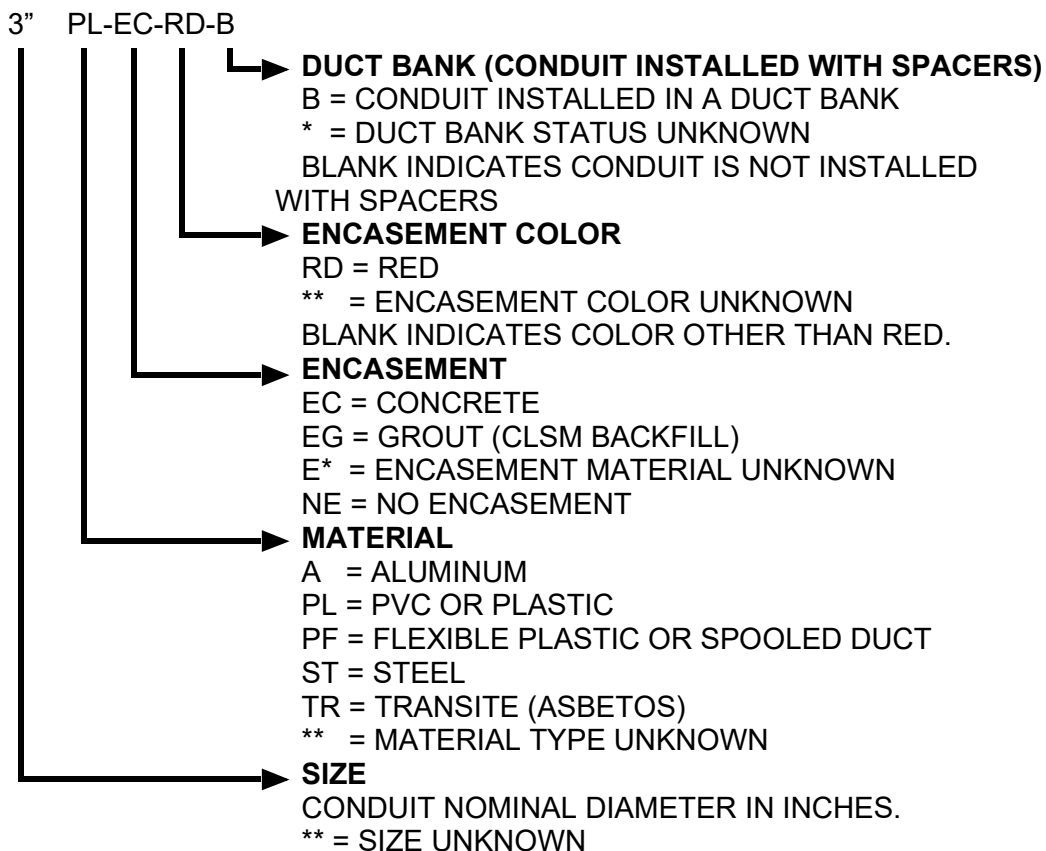 3” PL-EC-RD-B
DUCT BANK (CONDUIT INSTALLED WITH SPACERS)
B = CONDUIT INSTALLED IN A DUCT BANK
* = DUCT BANK STATUS UNKNOWN
BLANK INDICATES CONDUIT IS NOT INSTALLED
WITH SPACERS
ENCASEMENT COLOR
RD = RED
** = ENCASEMENT COLOR UNKNOWN
BLANK INDICATES COLOR OTHER THAN RED.
ENCASEMENT
EC = CONCRETE
EG = GROUT (CLSM BACKFILL)
E* = ENCASEMENT MATERIAL UNKNOWN
NE = NO ENCASEMENT
MATERIAL
A = ALUMINUM
PL = PVC OR PLASTIC
PF = FLEXIBLE PLASTIC OR SPOOLED DUCT
ST = STEEL
TR = TRANSITE (ASBETOS)
** = MATERIAL TYPE UNKNOWN
SIZE
CONDUIT NOMINAL DIAMETER IN INCHES.
** = SIZE UNKNOWN